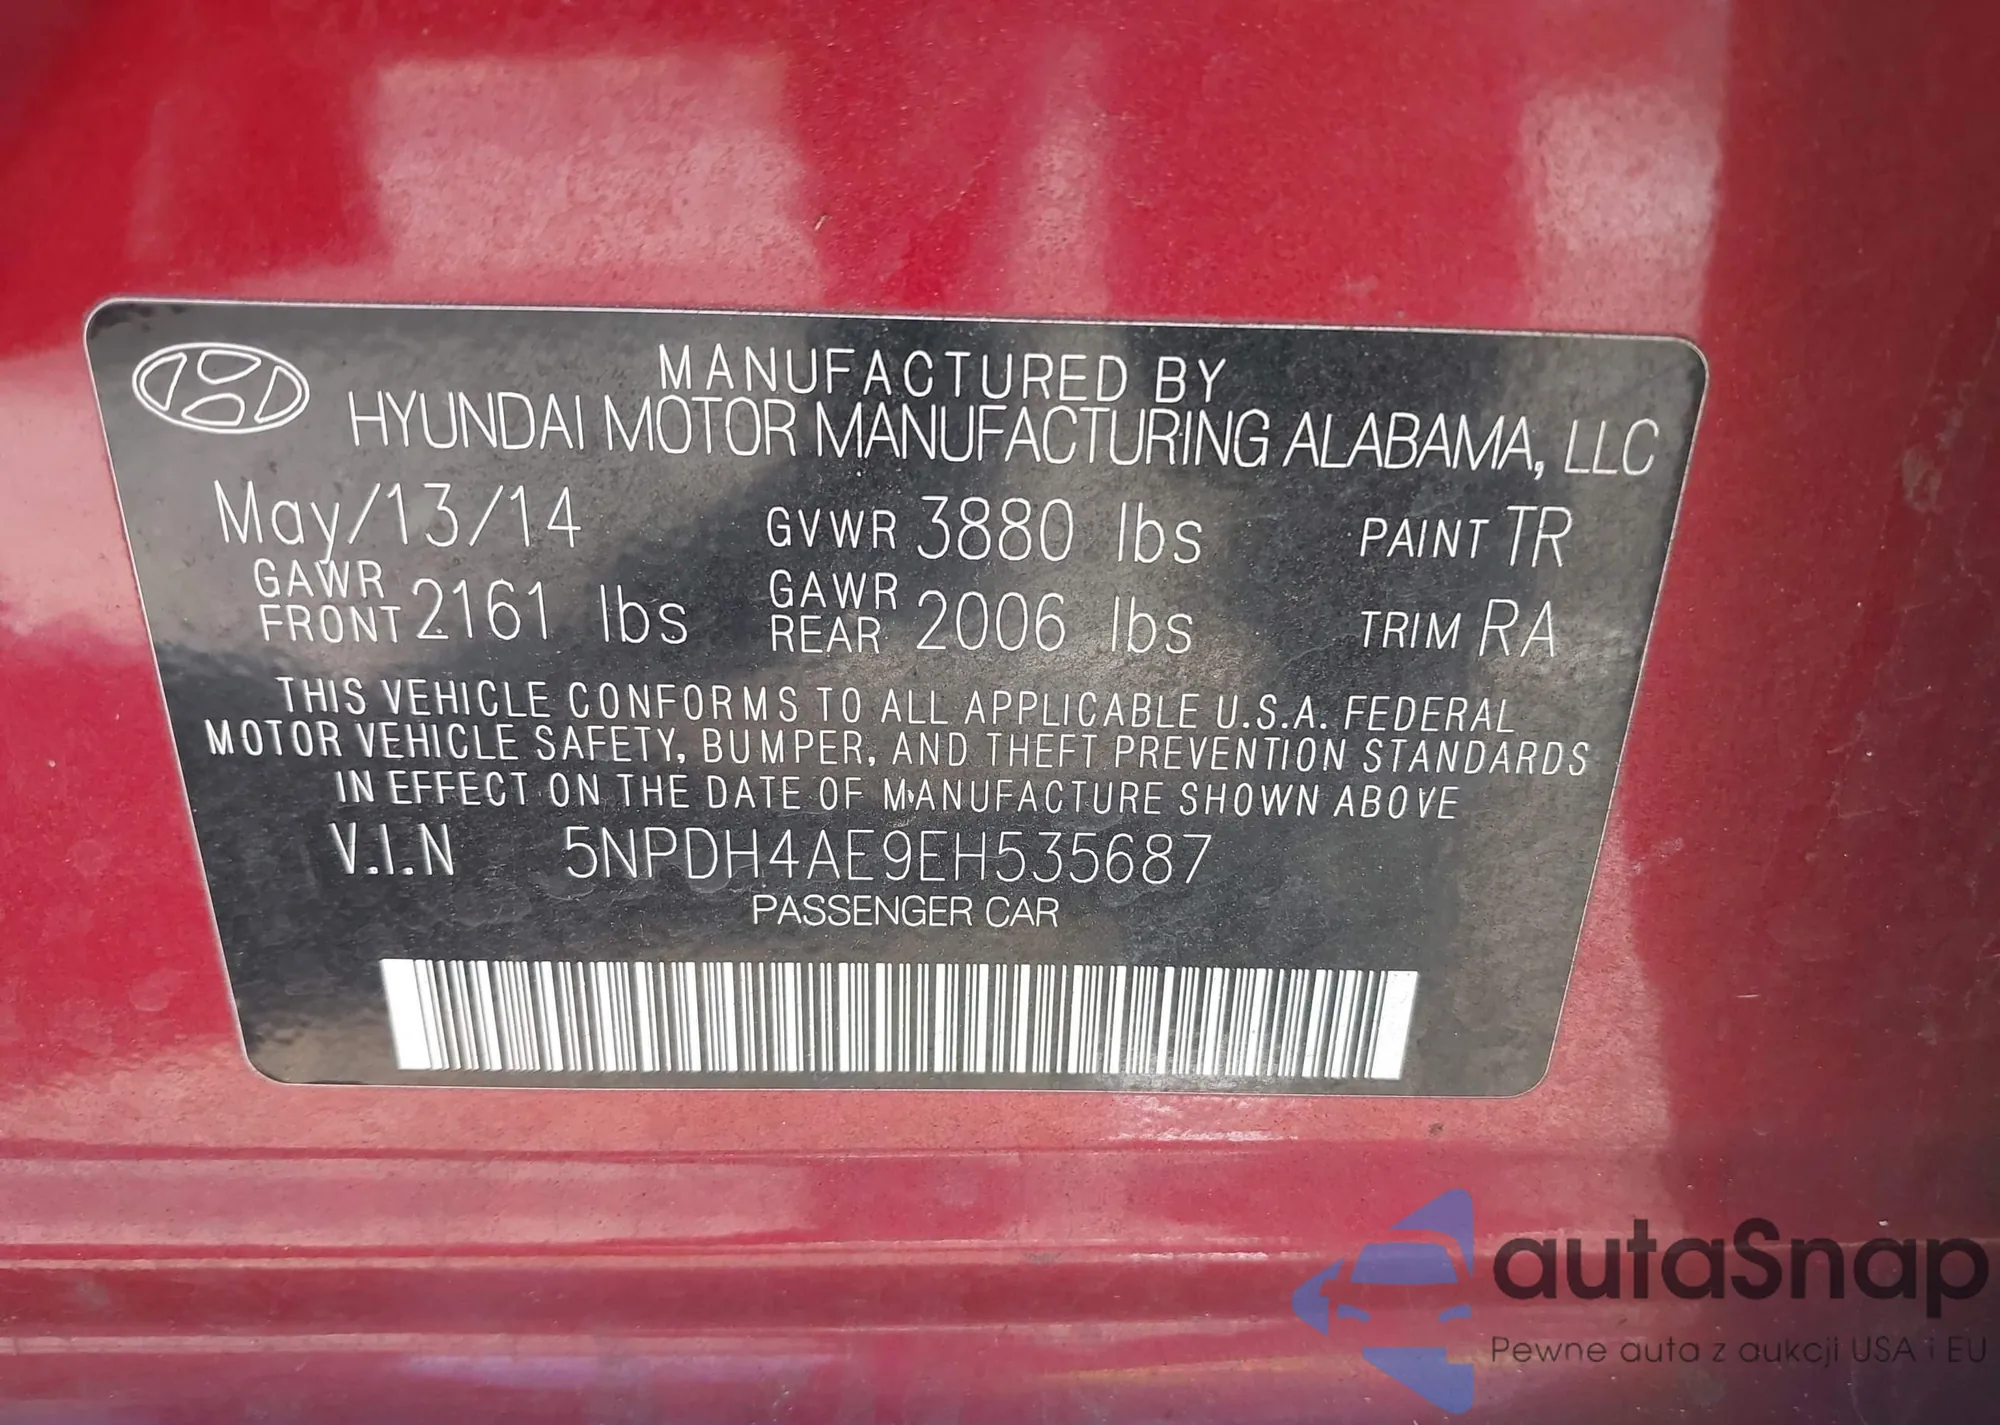 MANUFACTURED BY
HYUNDAI MOTOR MANUFACTURING ALABAMA, LLC
May/13/14 GVWR 3880 lbs PAINT TR
GAWR FRONT 2161 lbs GAWR REAR 2006 lbs TRIM RA
THIS VEHICLE CONFORMS TO ALL APPLICABLE U.S.A. FEDERAL
MOTOR VEHICLE SAFETY, BUMPER, AND THEFT PREVENTION STANDARDS
IN EFFECT ON THE DATE OF MANUFACTURE SHOWN ABOVE
V.I.N 5NPDH4AE9EH535687
PASSENGER CAR
autaSnap
Pewne auta z aukcji USA i EU